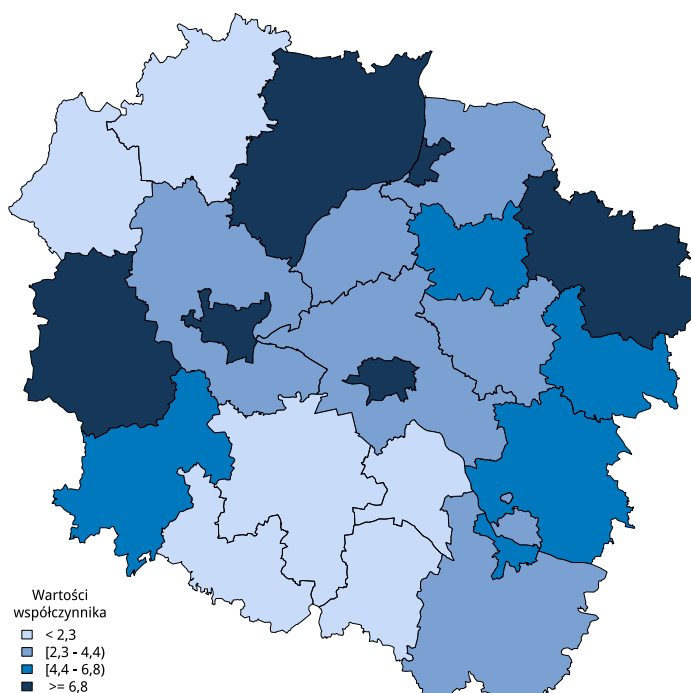 Wartości
współczynnika
< 2,3
[2,3 - 4,4)
[4,4 - 6,8)
>= 6,8